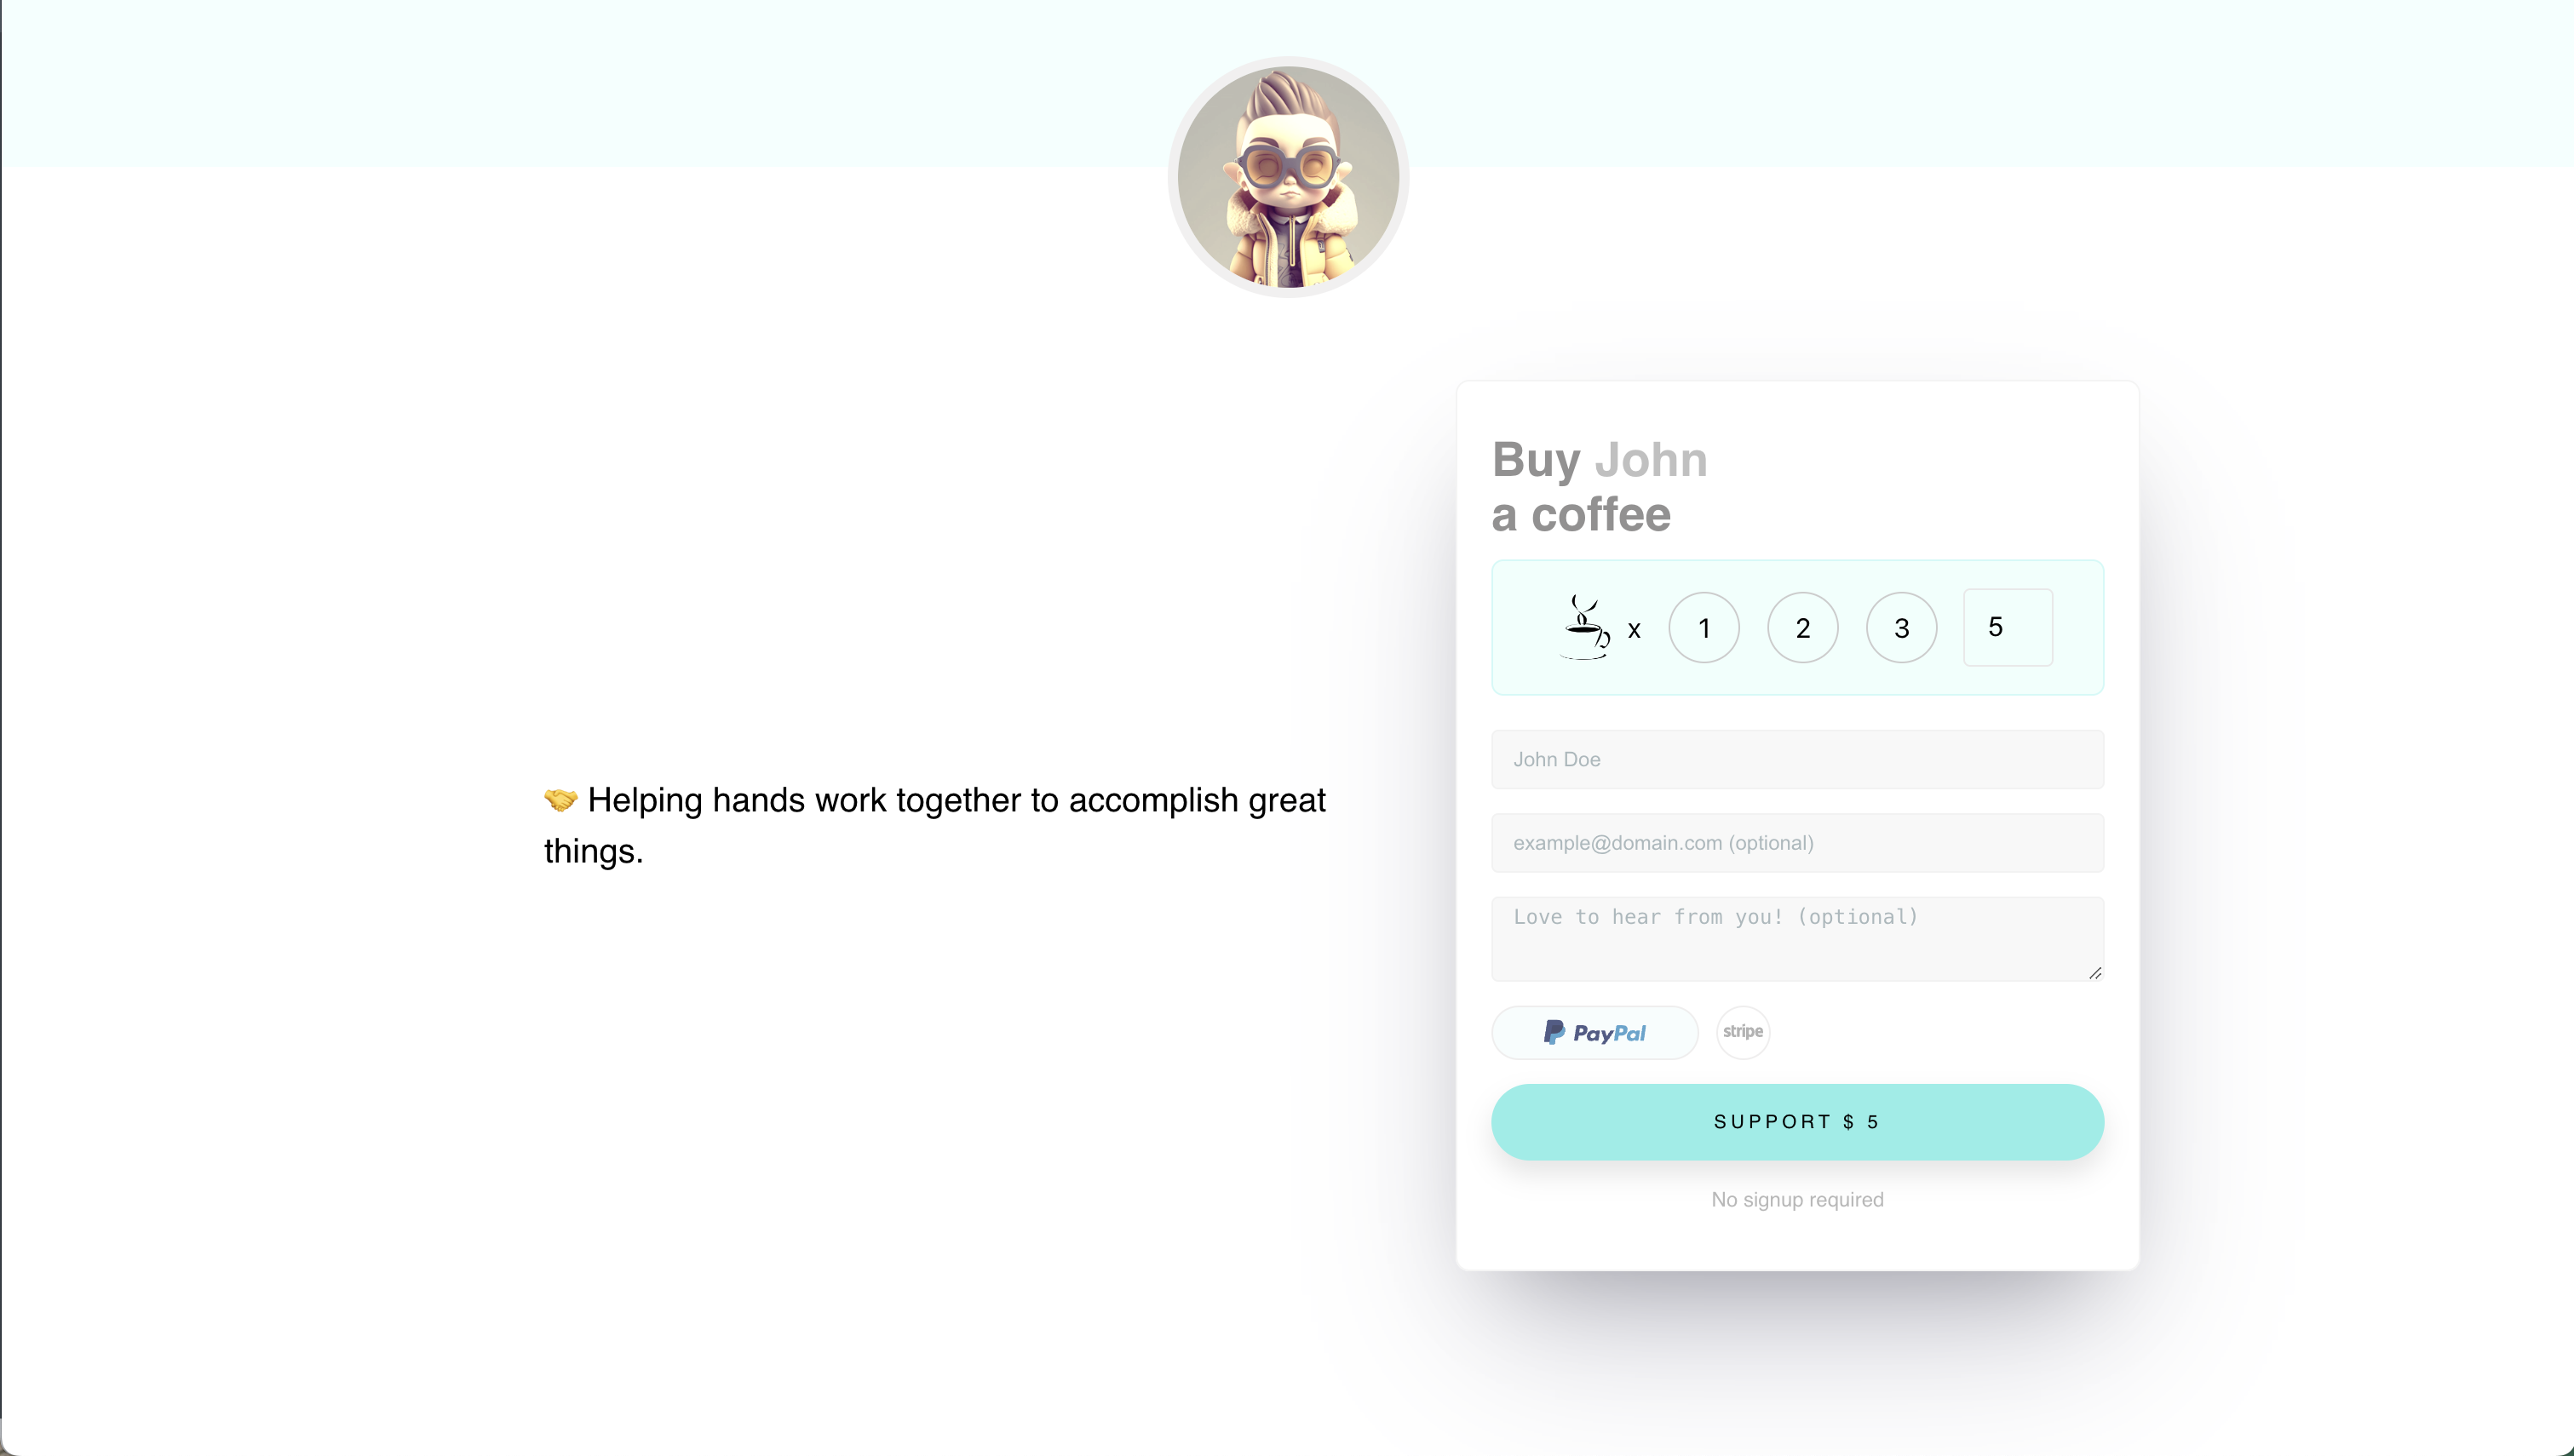 Buy John
a coffee
x 1 2 3 5
John Doe
🤝 Helping hands work together to accomplish great
things.
example@domain.com (optional)
Love to hear from you! (optional)
PayPal stripe
SUPPORT $ 5
No signup required